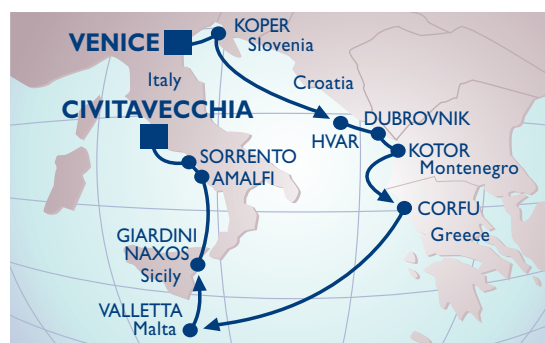 VENICE
KOPER
Slovenia
Italy
Croatia
CIVITAVECCHIA
DUBROVNIK
HVAR
KOTOR
Montenegro
SORRENTO
AMALFI
CORFU
Greece
GIARDINI
NAXOS
Sicily
VALLETTA
Malta